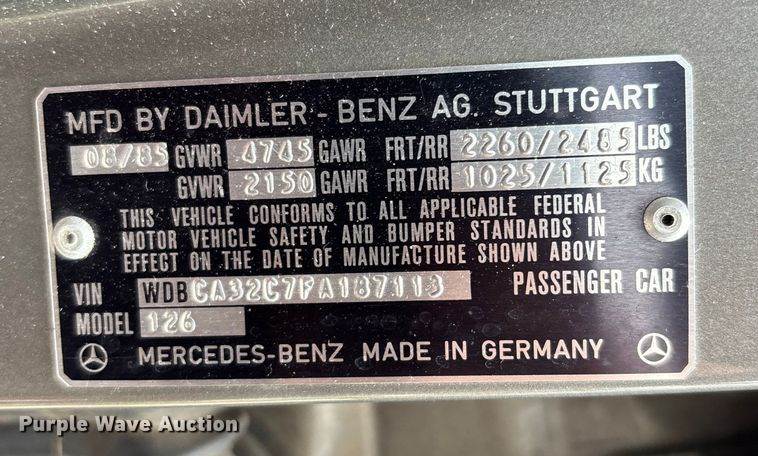 MFD BY DAIMLER - BENZ AG. STUTTGART
08/85 GVWR 4745 GAWR FRT/RR 2260/2485 LBS
GVWR 2150 GAWR FRT/RR 1025/1125 KG
THIS VEHICLE CONFORMS TO ALL APPLICABLE FEDERAL
MOTOR VEHICLE SAFETY AND BUMPER STANDARDS IN
EFFECT ON THE DATE OF MANUFACTURE SHOWN ABOVE
VIN WDBCA32C7FA187113 PASSENGER CAR
MODEL 126
MERCEDES-BENZ MADE IN GERMANY
Purple Wave Auction